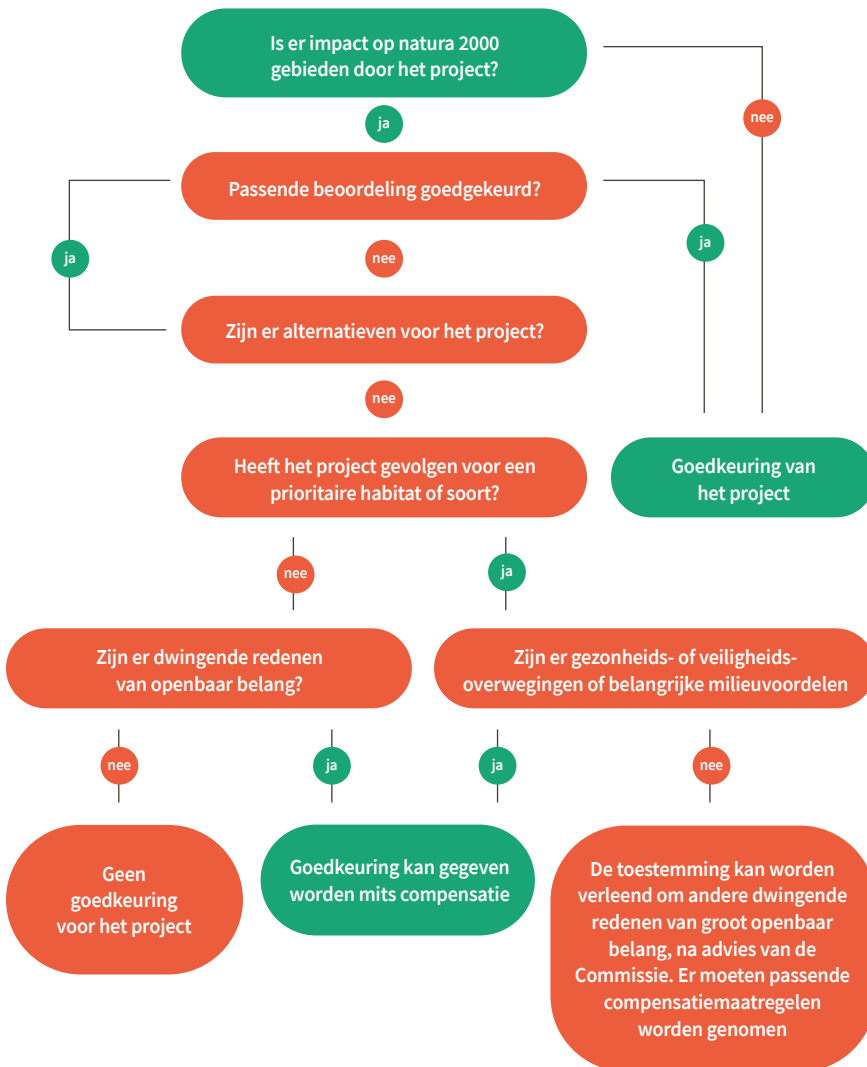 Is er impact op natura 2000
gebieden door het project?
ja
nee
Passende beoordeling goedgekeurd?
ja
nee
ja
Zijn er alternatieven voor het project?
nee
Heeft het project gevolgen voor een
prioritaire habitat of soort?
Goedkeuring van
het project
nee
ja
Zijn er dwingende redenen
van openbaar belang?
Zijn er gezonheids- of veiligheids-
overwegingen of belangrijke milieuvoordelen
nee
ja
ja
nee
Geen
goedkeuring
voor het project
Goedkeuring kan gegeven
worden mits compensatie
De toestemming kan worden
verleend om andere dwingende
redenen van groot openbaar
belang, na advies van de
Commissie. Er moeten passende
compensatiemaatregelen
worden genomen